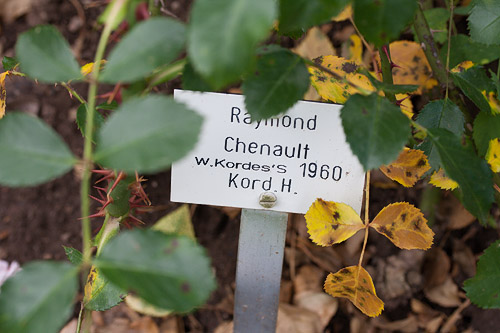 Raymond
Chenault
W.Kordes'S 1960
Kord.H.